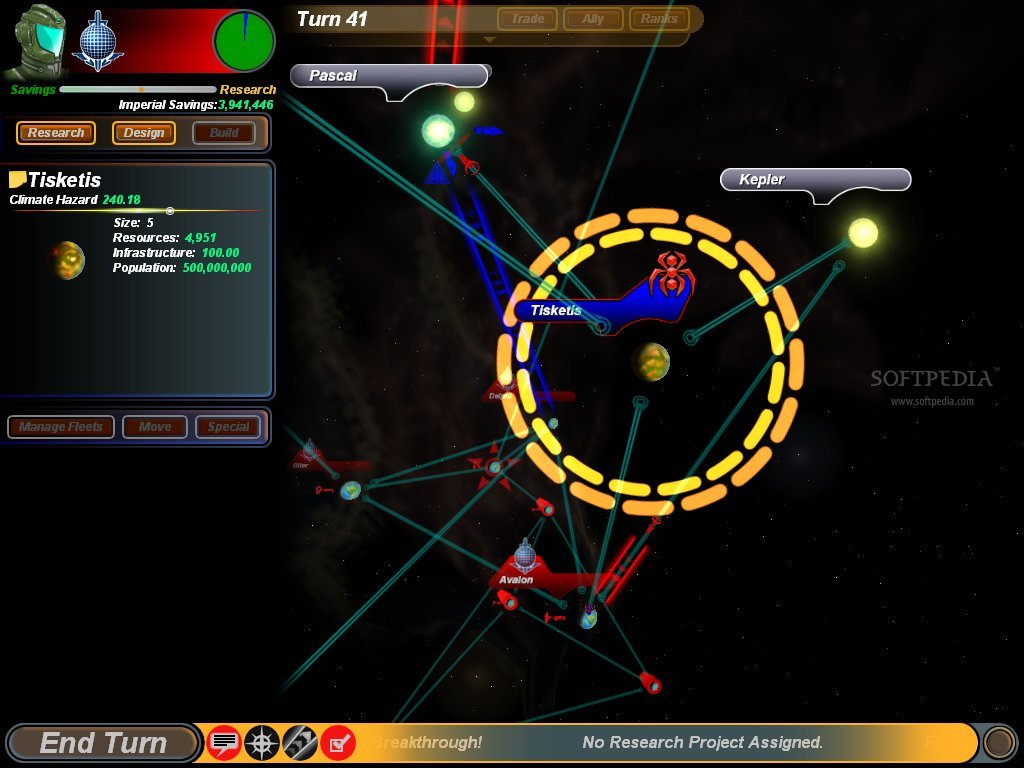 Turn 41
Trade
Ally
Ranks
Savings
Research
Imperial Savings:3,941,446
Research
Design
Build
Tisketis
Climate Hazard 240.18
Size: 5
Resources: 4,951
Infrastructure: 100.00
Population: 500,000,000
Manage Fleets
Move
Special
Pascal
Kepler
Tisketis
SOFTPEDIA™
www.softpedia.com
Avalon
End Turn
Breakthrough!
No Research Project Assigned.